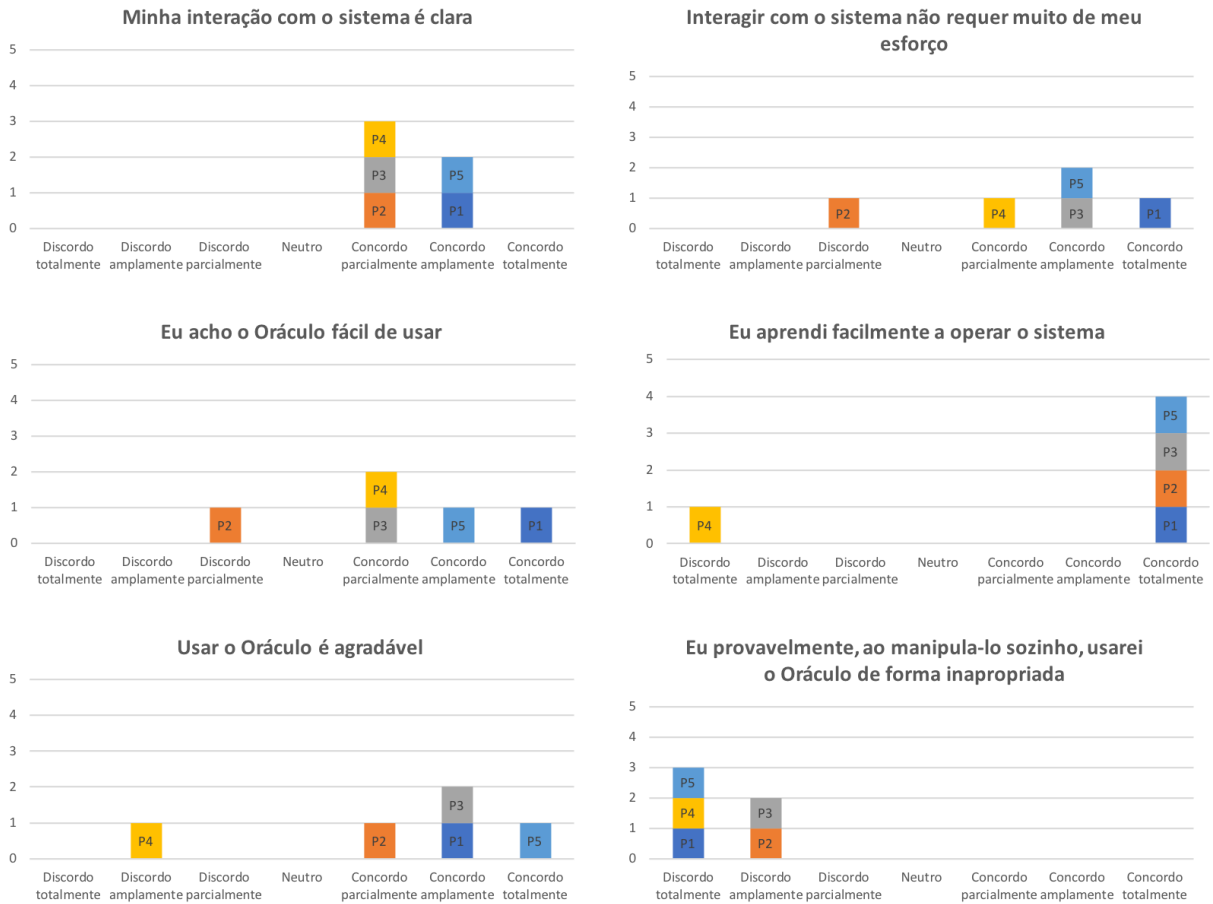 Minha interação com o sistema é clara
5
4
3
2
1
0
P4
P3
P2
P5
P1
Discordo totalmente
Discordo amplamente
Discordo parcialmente
Neutro
Concordo parcialmente
Concordo amplamente
Concordo totalmente
Interagir com o sistema não requer muito de meu
esforço
5
4
3
2
1
0
P2
P4
P5
P3
P1
Discordo totalmente
Discordo amplamente
Discordo parcialmente
Neutro
Concordo parcialmente
Concordo amplamente
Concordo totalmente
Eu acho o Oráculo fácil de usar
5
4
3
2
1
0
P2
P4
P3
P5
P1
Discordo totalmente
Discordo amplamente
Discordo parcialmente
Neutro
Concordo parcialmente
Concordo amplamente
Concordo totalmente
Eu aprendi facilmente a operar o sistema
5
4
3
2
1
0
P4
P5
P3
P2
P1
Discordo totalmente
Discordo amplamente
Discordo parcialmente
Neutro
Concordo parcialmente
Concordo amplamente
Concordo totalmente
Usar o Oráculo é agradável
5
4
3
2
1
0
P4
P2
P3
P1
P5
Discordo totalmente
Discordo amplamente
Discordo parcialmente
Neutro
Concordo parcialmente
Concordo amplamente
Concordo totalmente
Eu provavelmente, ao manipula-lo sozinho, usarei
o Oráculo de forma inapropriada
5
4
3
2
1
0
P5
P4
P1
P3
P2
Discordo totalmente
Discordo amplamente
Discordo parcialmente
Neutro
Concordo parcialmente
Concordo amplamente
Concordo totalmente